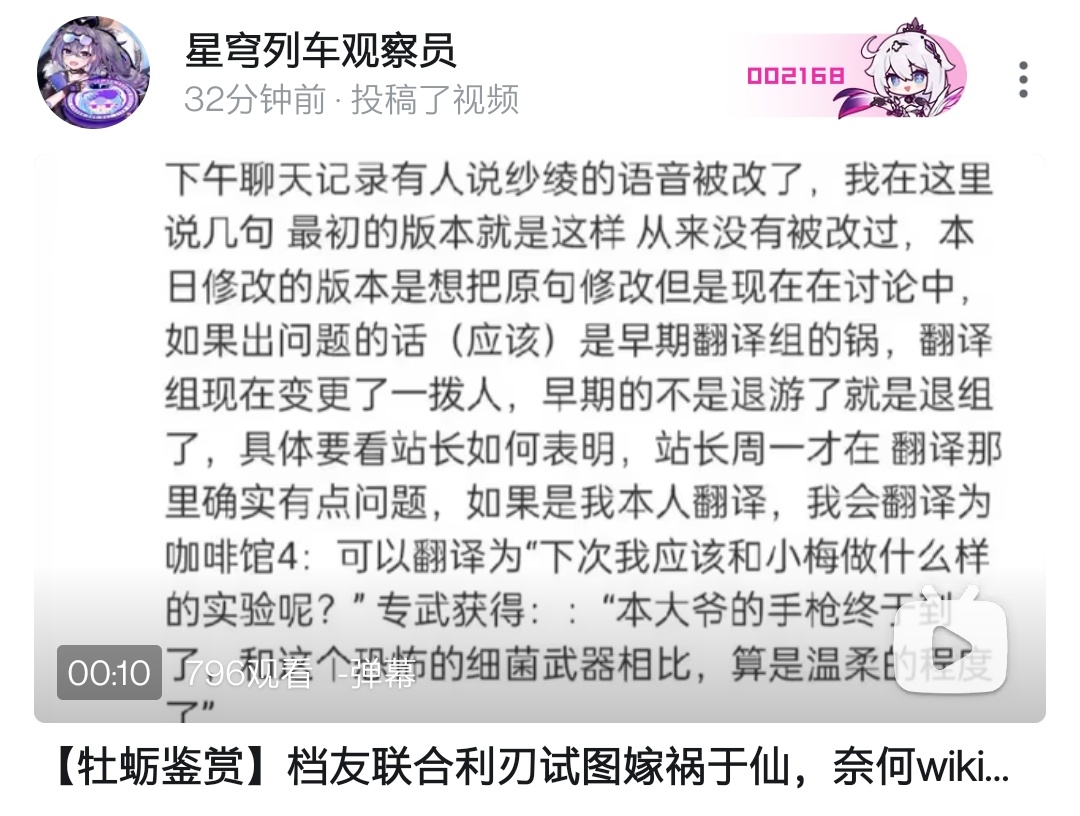 星穹列车观察员
002168
32分钟前 · 投稿了视频
下午聊天记录有人说纱绫的语音被改了，我在这里
说几句 最初的版本就是这样 从来没有被改过，本
日修改的版本是想把原句修改但是现在在讨论中，
如果出问题的话（应该）是早期翻译组的锅，翻译
组现在变更了一拨人，早期的不是退游了就是退组
了，具体要看站长如何表明，站长周一才在 翻译那
里确实有点问题，如果是我本人翻译，我会翻译为
咖啡馆4：可以翻译为“下次我应该和小梅做什么样
的实验呢？”专武获得：：“本大爷的手枪终于到
了，和这个恐怖的细菌武器相比，算是温柔的程度
了”
00:10 796观看 -弹幕
【牡蛎鉴赏】档友联合利刃试图嫁祸于仙，奈何wiki...